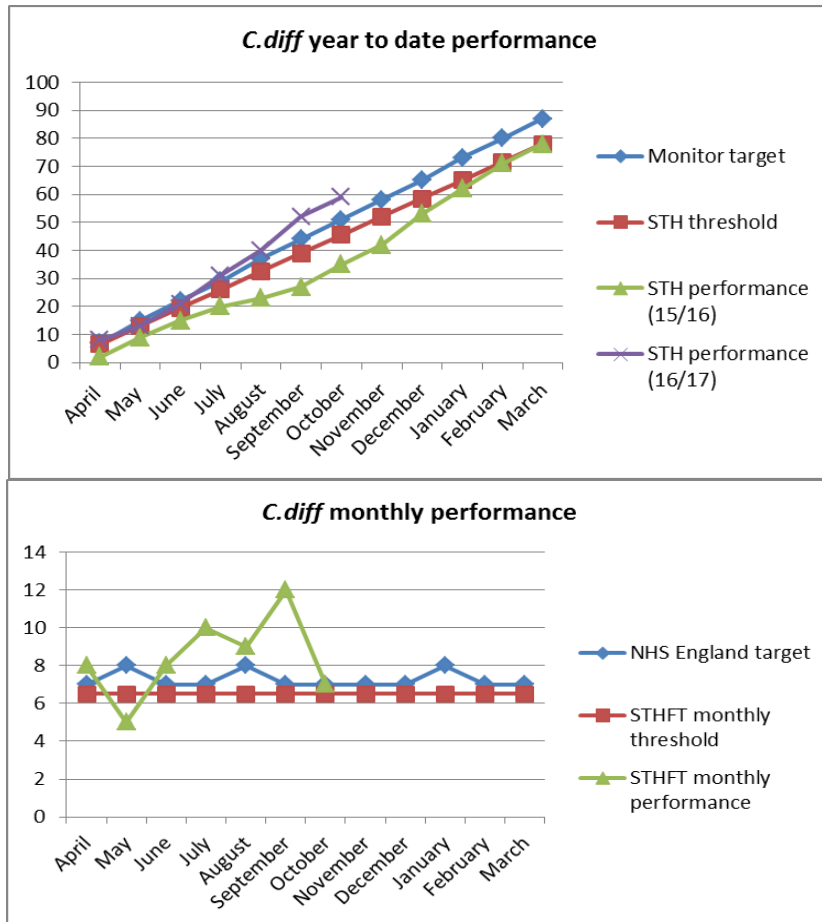 C.diff year to date performance
100
90
80
70
60
50
40
30
20
10
0
April
May
June
July
August
September
October
November
December
January
February
March
Monitor target
STH threshold
STH performance
(15/16)
STH performance
(16/17)
C.diff monthly performance
14
12
10
8
6
4
2
0
April
May
June
July
August
September
October
November
December
January
February
March
NHS England target
STHFT monthly
threshold
STHFT monthly
performance